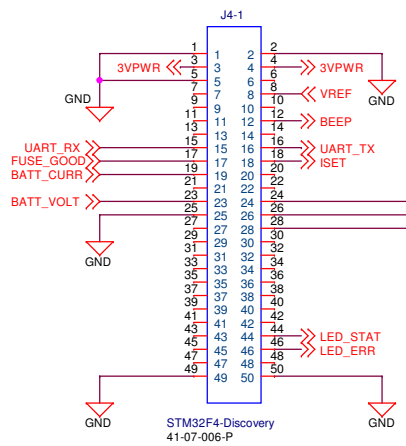 J4-1
1 1 2 2
3VPWR 3 3 4 4 3VPWR
5 5 6 6
GND 7 7 8 8 VREF GND
9 9 10 10
11 11 12 12 BEEP
13 13 14 14
UART_RX 15 15 16 16 UART_TX
FUSE_GOOD 17 17 18 18 ISET
BATT_CURR 19 19 20 20
21 21 22 22
BATT_VOLT 23 23 24 24
25 25 26 26
27 27 28 28
GND 29 29 30 30
31 31 32 32
33 33 34 34
35 35 36 36
37 37 38 38
39 39 40 40
41 41 42 42
43 43 44 44 LED_STAT
45 45 46 46 LED_ERR
47 47 48 48
49 49 50 50
GND GND
STM32F4-Discovery
41-07-006-P